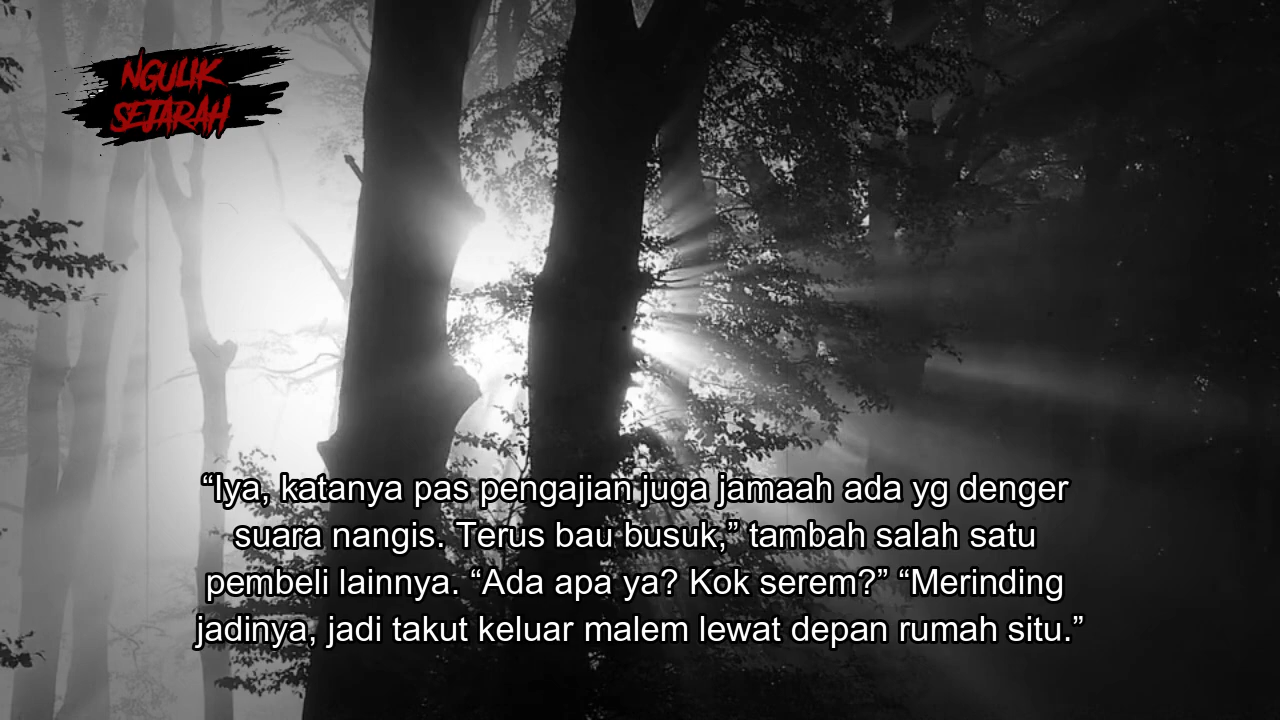 NGULIK
SEJARAH
“Iya, katanya pas pengajian juga jamaah ada yg denger
suara nangis. Terus bau busuk,” tambah salah satu
pembeli lainnya. “Ada apa ya? Kok serem?” “Merinding
jadinya, jadi takut keluar malem lewat depan rumah situ.”